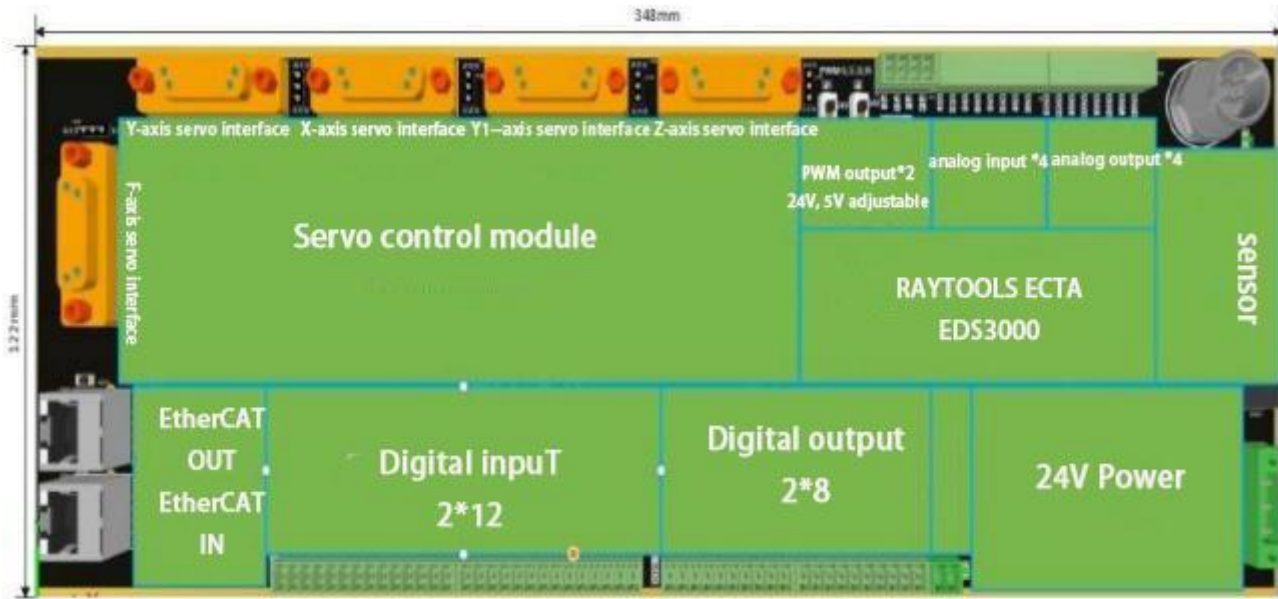 348mm
Y-axis servo interface X-axis servo interface Y1--axis servo interface Z-axis servo interface
F-axis servo interface
Servo control module
PWM output*2
24V, 5V adjustable
analog input *4
analog output *4
RAYTOOLS ECTA
EDS3000
sensor
122mm
EtherCAT
OUT
EtherCAT
IN
Digital inpuT
2*12
Digital output
2*8
24V Power